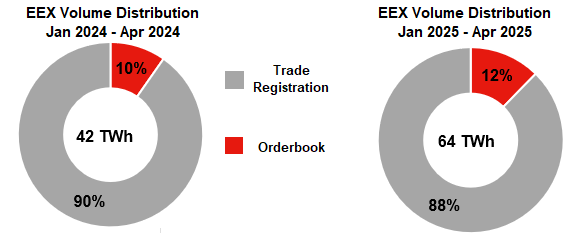 EEX Volume Distribution
Jan 2024 - Apr 2024
10%
42 TWh
90%
Trade
Registration
Orderbook
EEX Volume Distribution
Jan 2025 - Apr 2025
12%
64 TWh
88%